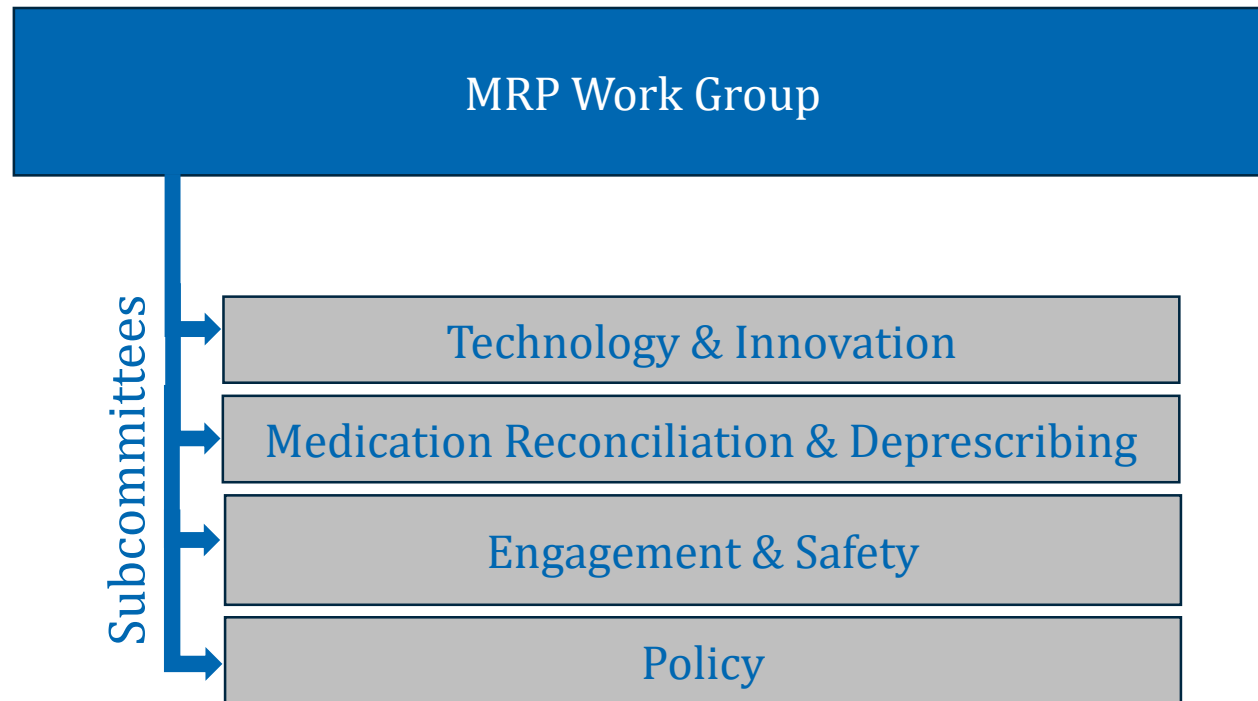 MRP Work Group
Subcommittees
Technology & Innovation
Medication Reconciliation & Deprescribing
Engagement & Safety
Policy